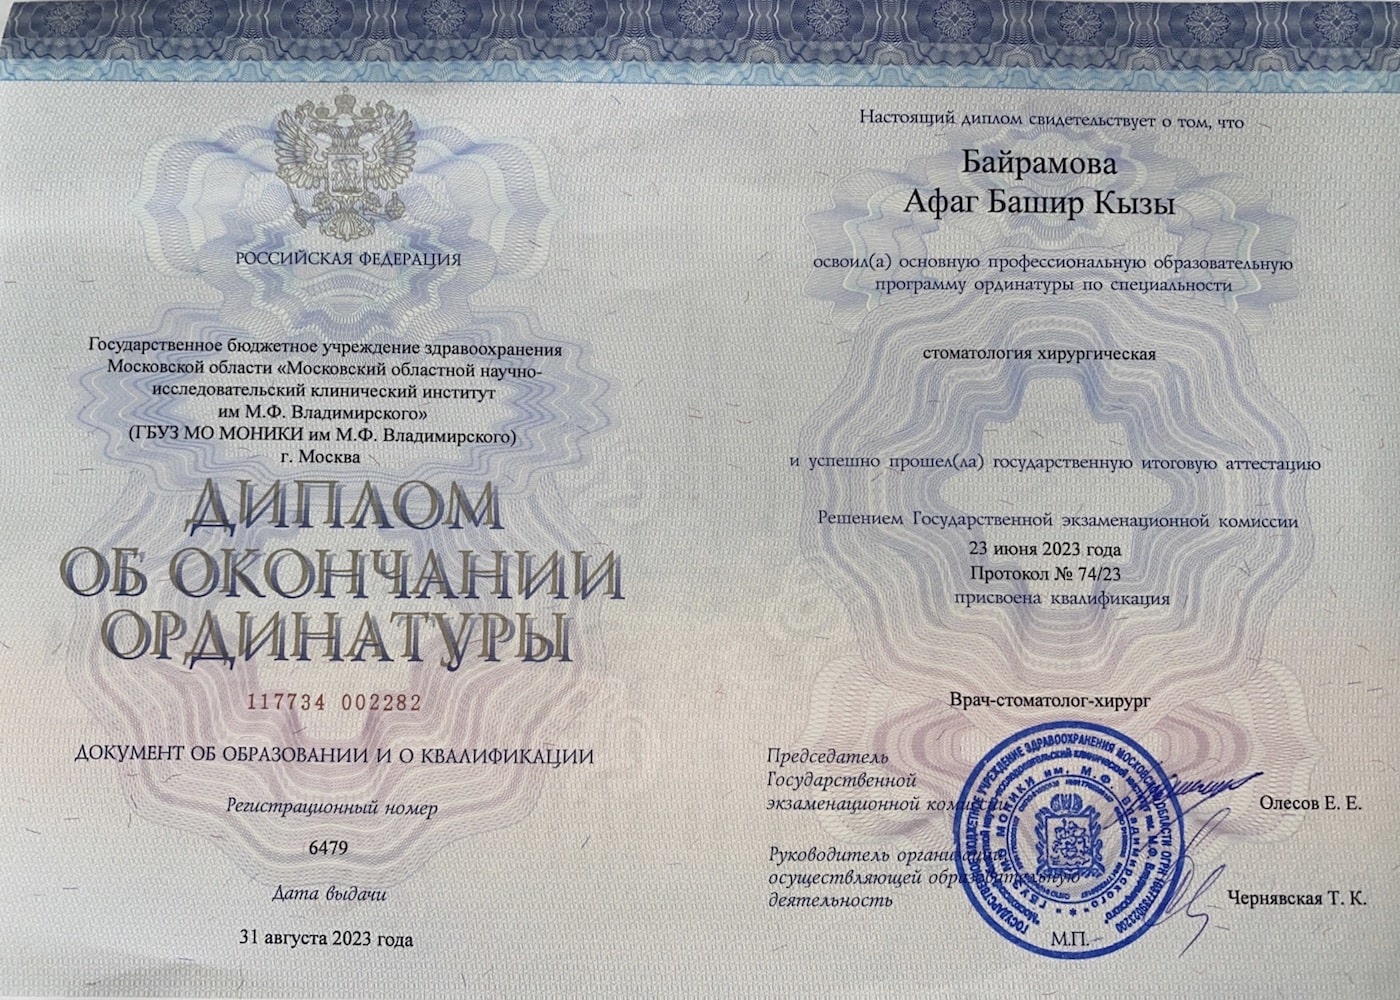 РОССИЙСКАЯ ФЕДЕРАЦИЯ
Государственное бюджетное учреждение здравоохранения
Московской области «Московский областной научно-
исследовательский клинический институт
им М.Ф. Владимирского»
(ГБУЗ МО МОНИКИ им М.Ф. Владимирского)
г. Москва
ДИПЛОМ
ОБ ОКОНЧАНИИ
ОРДИНАТУРЫ
117734 002282
ДОКУМЕНТ ОБ ОБРАЗОВАНИИ И О КВАЛИФИКАЦИИ
Регистрационный номер
6479
Дата выдачи
31 августа 2023 года
Настоящий диплом свидетельствует о том, что
Байрамова
Афаг Башир Кызы
освоил(а) основную профессиональную образовательную
программу ординатуры по специальности
стоматология хирургическая
и успешно прошел(ла) государственную итоговую аттестацию
Решением Государственной экзаменационной комиссии
23 июня 2023 года
Протокол № 74/23
присвоена квалификация
Врач-стоматолог-хирург
Председатель
Государственной
экзаменационной комиссии
Олесов Е. Е.
Руководитель организации,
осуществляющей образовательную
деятельность
Чернявская Т. К.
М.П.